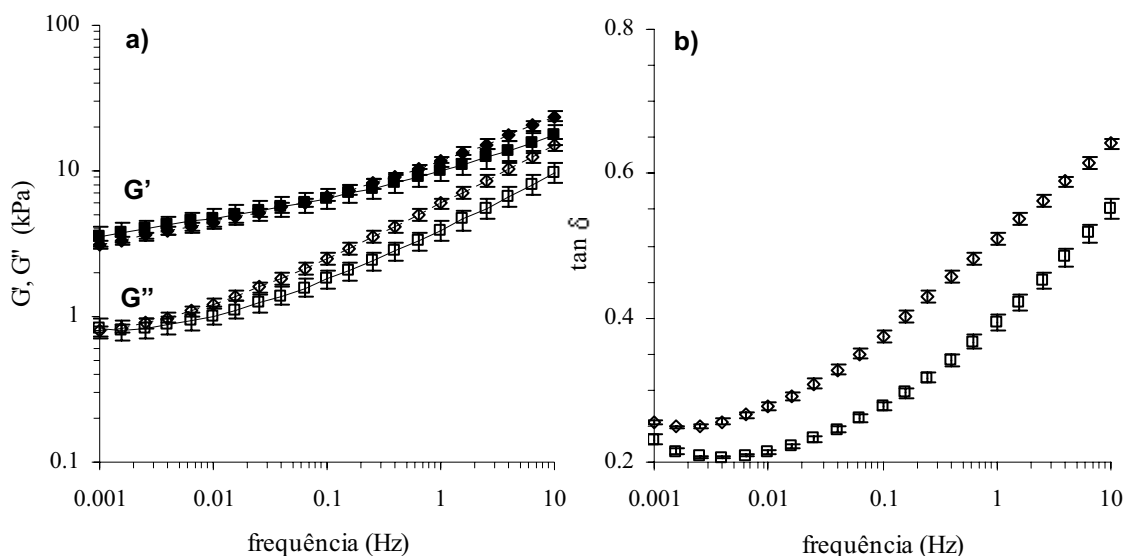 a)
100
10
1
0.1
G', G'' (kPa)
G'
G''
0.001 0.01 0.1 1 10
frequência (Hz)
b)
0.8
0.6
0.4
0.2
tan δ
0.001 0.01 0.1 1 10
frequência (Hz)